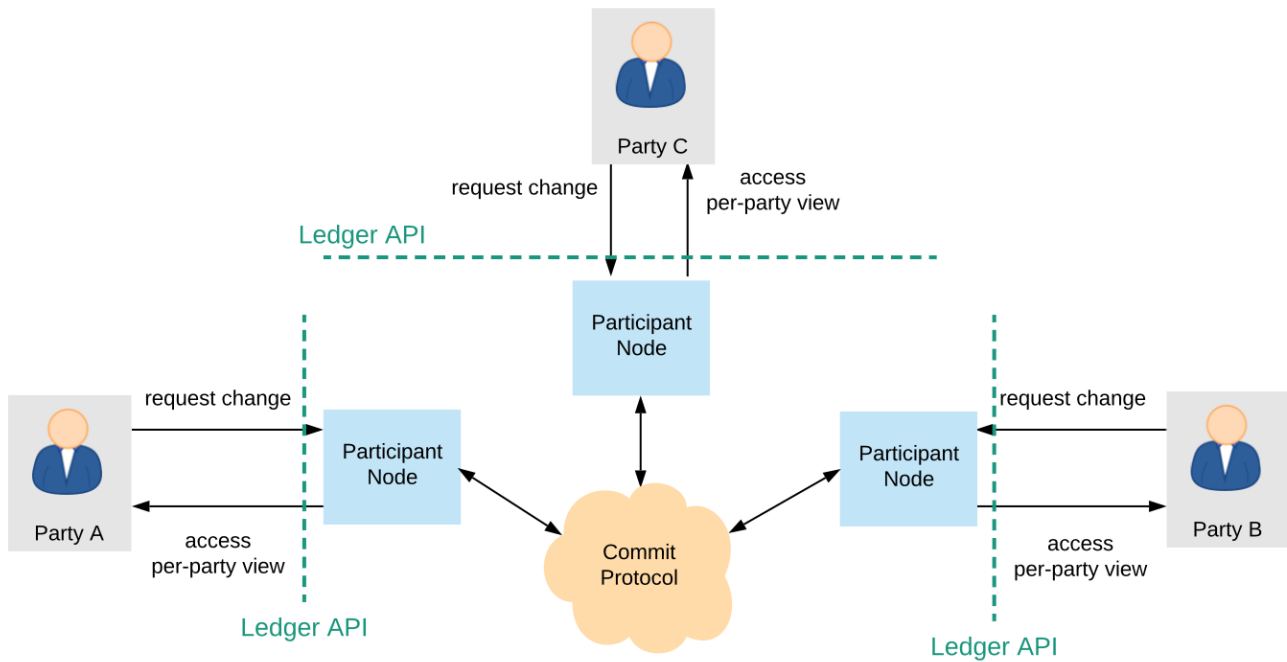 Party C
request change
access
per-party view
Ledger API
Participant
Node
request change
Participant
Node
Party A
access
per-party view
Ledger API
Commit
Protocol
Participant
Node
request change
Party B
access
per-party view
Ledger API